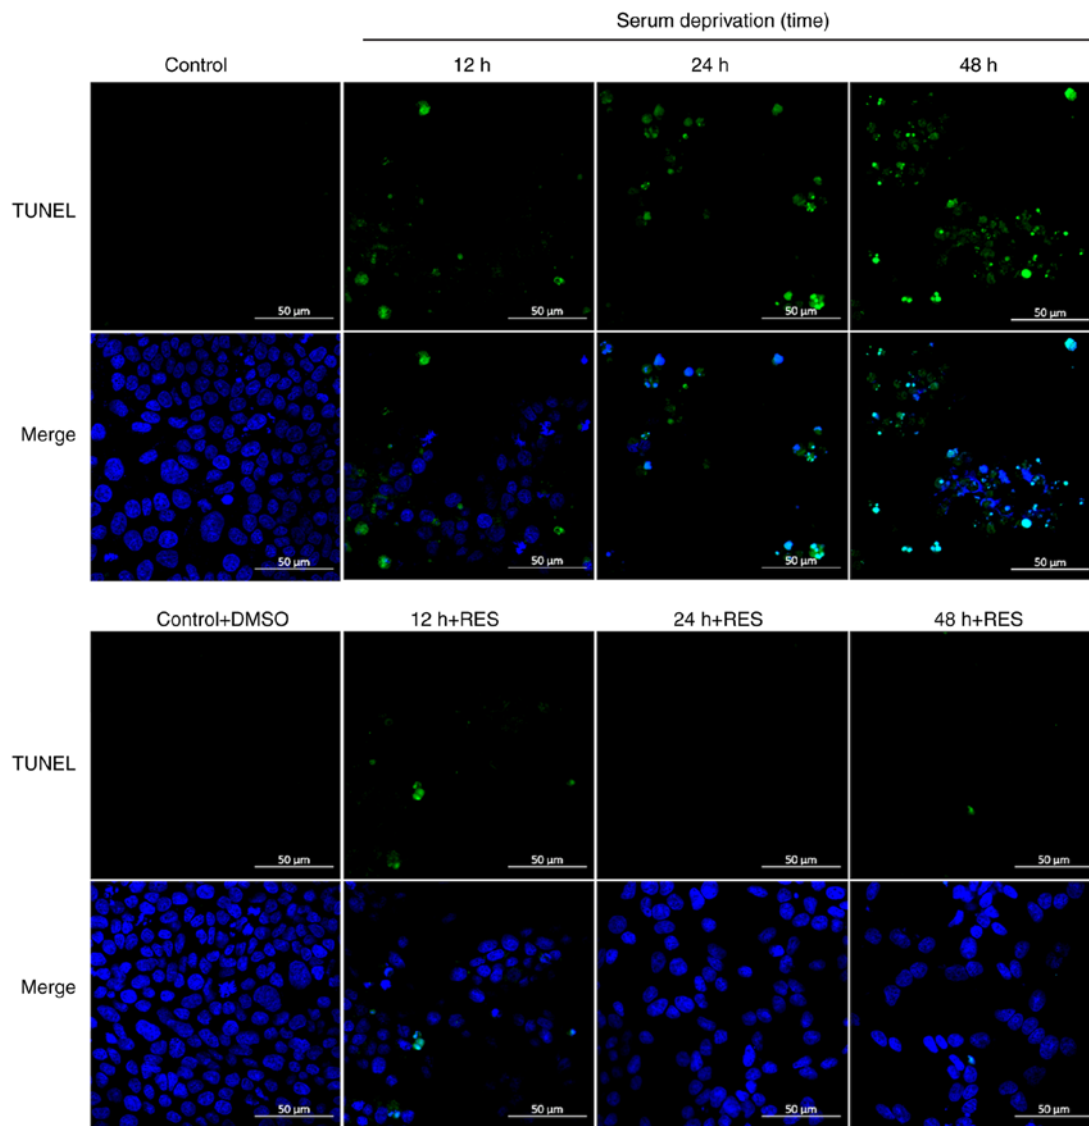 Serum deprivation (time)
Control 12 h 24 h 48 h
TUNEL
50 µm 50 µm 50 µm 50 µm
Merge
50 µm 50 µm 50 µm 50 µm
Control+DMSO 12 h+RES 24 h+RES 48 h+RES
TUNEL
50 µm 50 µm 50 µm 50 µm
Merge
50 µm 50 µm 50 µm 50 µm